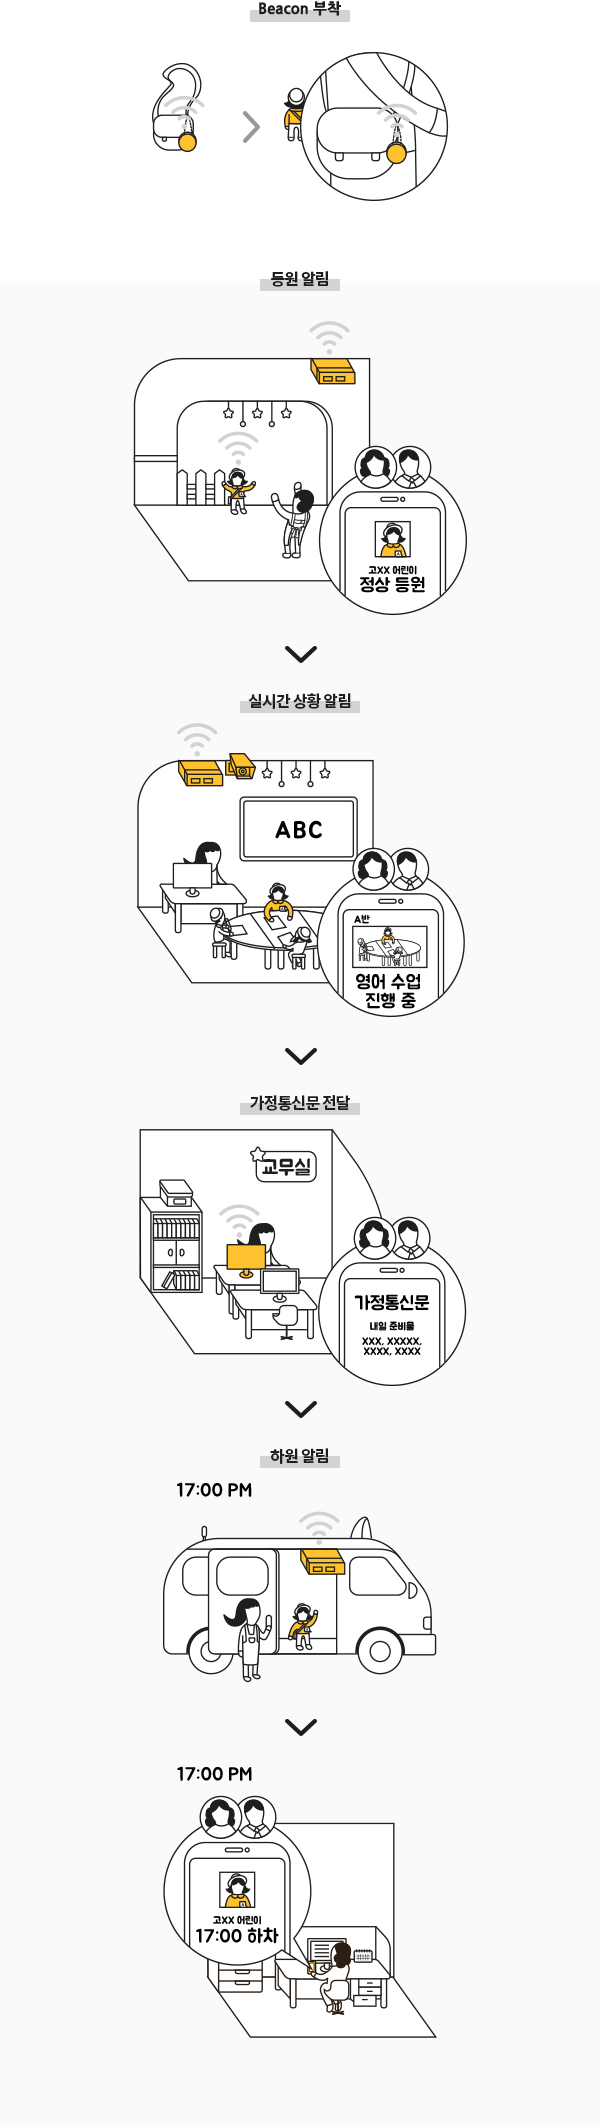 Beacon 부착
등원 알림
고XX 어린이
정상 등원
실시간 상황 알림
ABC
A반
영어 수업
진행 중
가정통신문 전달
교무실
가정통신문
내일 준비물
XXX, XXXXX,
XXXX, XXXX
하원 알림
17:00 PM
17:00 PM
고XX 어린이
17:00 하차